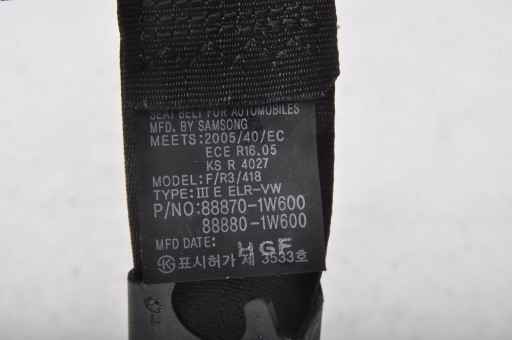 SEAT BELT FOR AUTOMOBILES
MFD. BY SAMSONG
MEETS: 2005/40/EC
ECE R16.05
KS R 4027
MODEL: F/R3/418
TYPE: III E ELR-VW
P/NO: 88870-1W600
88880-1W600
MFD DATE: HGF
표시허가 제 3533호